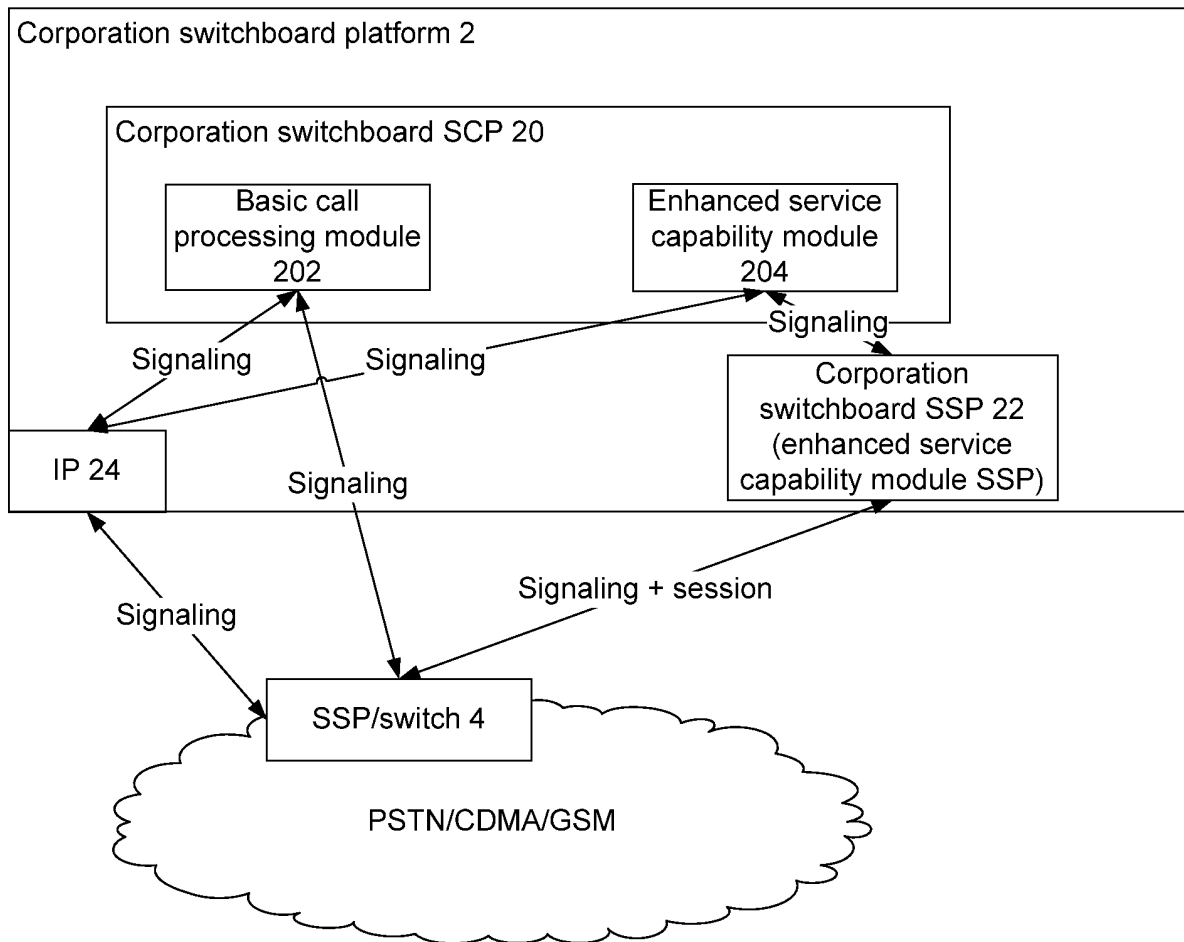 Corporation switchboard platform 2
Corporation switchboard SCP 20
Basic call
processing module
202
Enhanced service
capability module
204
Signaling
Signaling
Signaling
Corporation
switchboard SSP 22
(enhanced service
capability module SSP)
IP 24
Signaling
Signaling + session
Signaling
SSP/switch 4
PSTN/CDMA/GSM